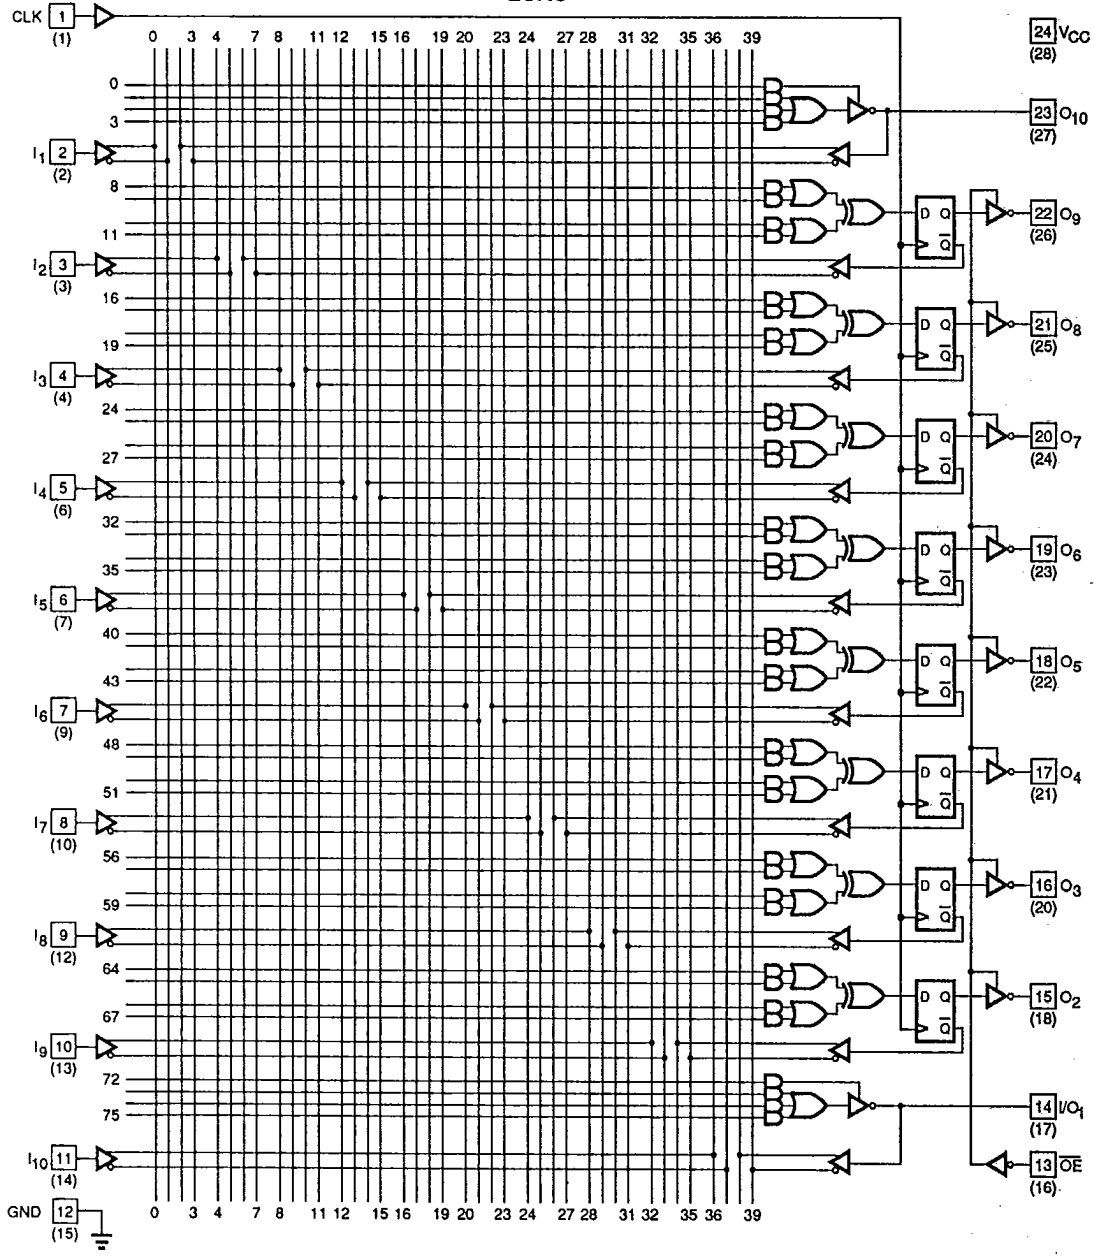 CLK 1
(1)
0 3 4 7 8 11 12 15 16 19 20 23 24 27 28 31 32 35 36 39
24 VCC
(28)
0
3
23 O10
(27)
I1 2
(2)
8
11
D Q
Q
22 O9
(26)
I2 3
(3)
16
19
D Q
Q
21 O8
(25)
I3 4
(4)
24
27
D Q
Q
20 O7
(24)
I4 5
(6)
32
35
D Q
Q
19 O6
(23)
I5 6
(7)
40
43
D Q
Q
18 O5
(22)
I6 7
(9)
48
51
D Q
Q
17 O4
(21)
I7 8
(10)
56
59
D Q
Q
16 O3
(20)
I8 9
(12)
64
67
D Q
Q
15 O2
(18)
I9 10
(13)
72
75
14 I/O1
(17)
I10 11
(14)
13 OE
(16)
GND 12
(15)
0 3 4 7 8 11 12 15 16 19 20 23 24 27 28 31 32 35 36 39